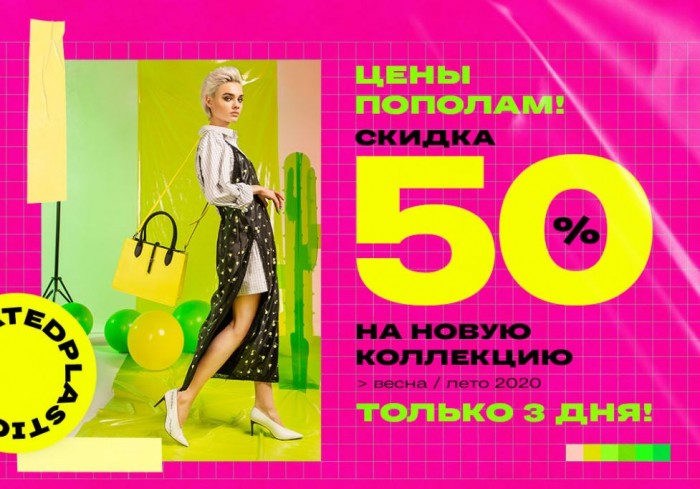 ЦЕНЫ
ПОПОЛАМ!
СКИДКА
50%
НА НОВУЮ
КОЛЛЕКЦИЮ
> весна / лето 2020
ТОЛЬКО 3 ДНЯ!